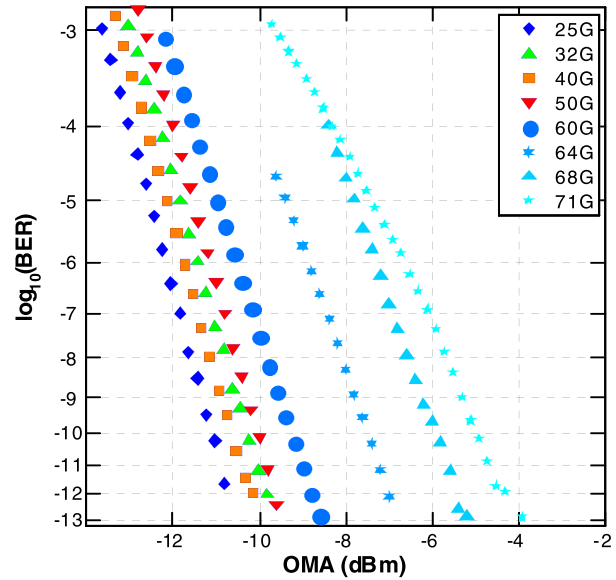 25G
32G
40G
50G
60G
64G
68G
71G
log10(BER)
-3
-4
-5
-6
-7
-8
-9
-10
-11
-12
-13
-12 -10 -8 -6 -4 -2
OMA (dBm)